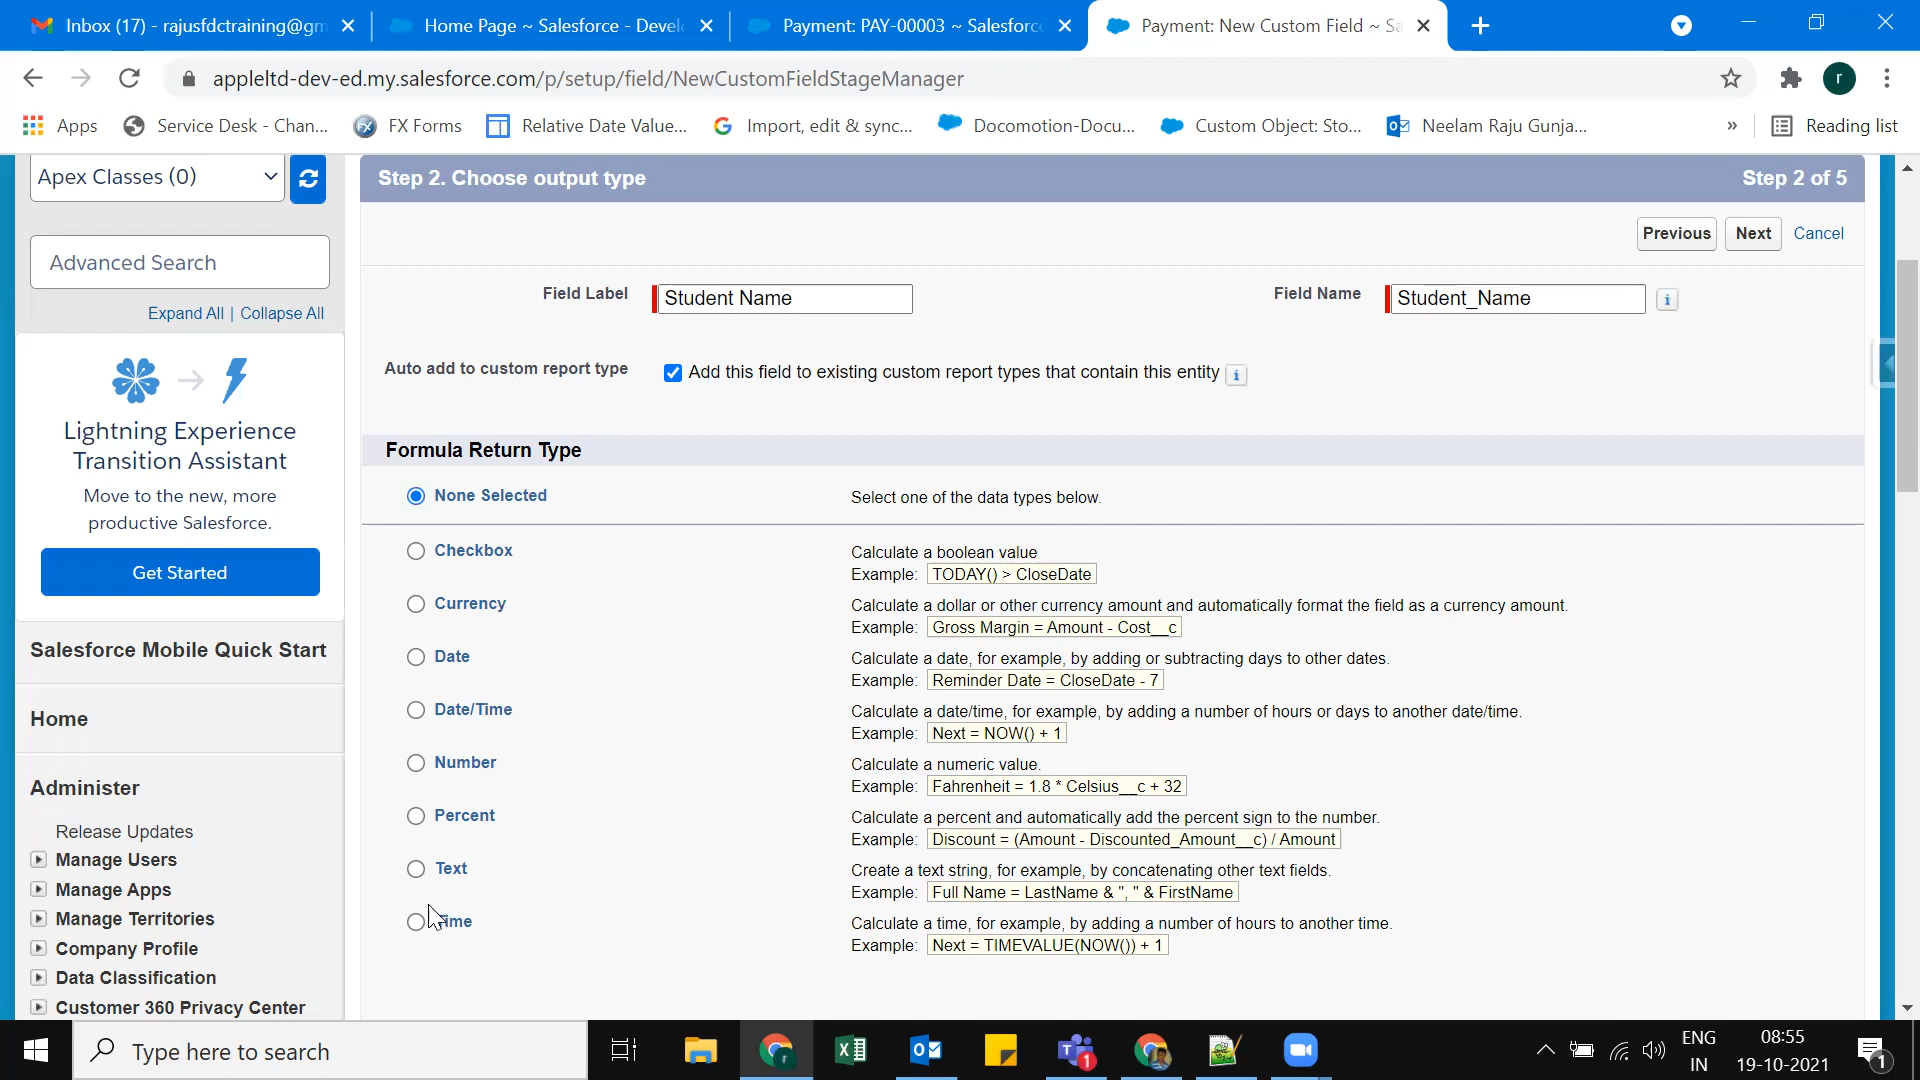 Inbox (17) - rajusfdctraining@gm
Home Page ~ Salesforce - Devel
Payment: PAY-00003 ~ Salesforce
Payment: New Custom Field ~ Sa
appleltd-dev-ed.my.salesforce.com/p/setup/field/NewCustomFieldStageManager
r
Apps
Service Desk - Chan...
FX Forms
Relative Date Value...
Import, edit & sync...
Docomotion-Docu...
Custom Object: Sto...
Neelam Raju Gunja...
»
Reading list
Apex Classes (0)
Advanced Search
Expand All | Collapse All
Lightning Experience
Transition Assistant
Move to the new, more
productive Salesforce.
Get Started
Salesforce Mobile Quick Start
Home
Administer
Release Updates
Manage Users
Manage Apps
Manage Territories
Company Profile
Data Classification
Customer 360 Privacy Center
Step 2. Choose output type
Step 2 of 5
Previous
Next
Cancel
Field Label
Student Name
Field Name
Student_Name
i
Auto add to custom report type
Add this field to existing custom report types that contain this entity
i
Formula Return Type
None Selected
Select one of the data types below.
Checkbox
Calculate a boolean value
Example: TODAY() > CloseDate
Currency
Calculate a dollar or other currency amount and automatically format the field as a currency amount.
Example: Gross Margin = Amount - Cost__c
Date
Calculate a date, for example, by adding or subtracting days to other dates.
Example: Reminder Date = CloseDate - 7
Date/Time
Calculate a date/time, for example, by adding a number of hours or days to another date/time.
Example: Next = NOW() + 1
Number
Calculate a numeric value.
Example: Fahrenheit = 1.8 * Celsius__c + 32
Percent
Calculate a percent and automatically add the percent sign to the number.
Example: Discount = (Amount - Discounted_Amount__c) / Amount
Text
Create a text string, for example, by concatenating other text fields.
Example: Full Name = LastName & ", " & FirstName
Time
Calculate a time, for example, by adding a number of hours to another time.
Example: Next = TIMEVALUE(NOW()) + 1
Type here to search
1
ENG
IN
08:55
19-10-2021
1